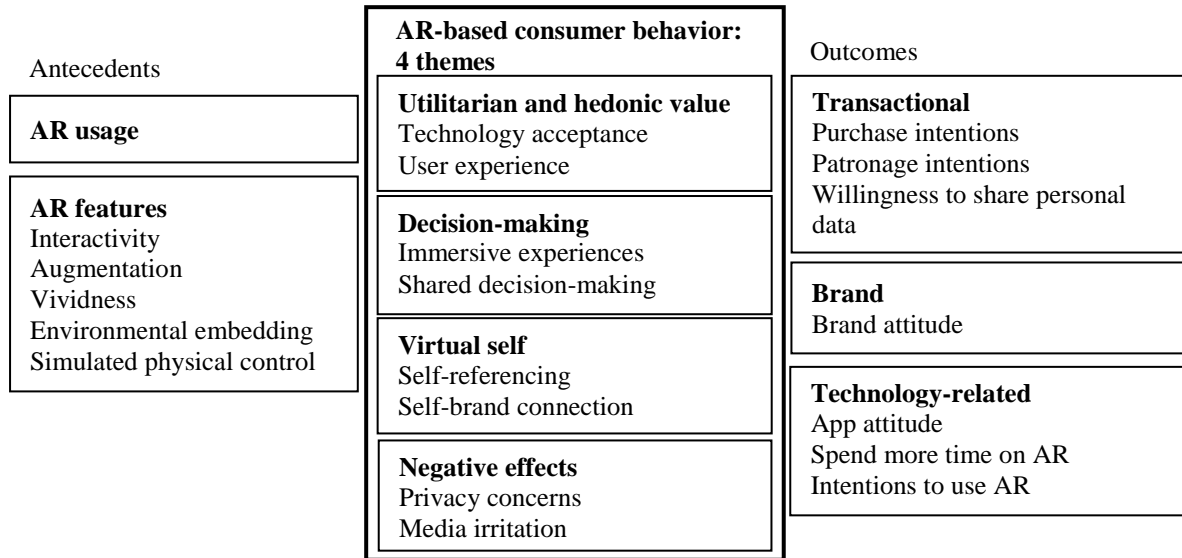 Antecedents
AR usage
AR features
Interactivity
Augmentation
Vividness
Environmental embedding
Simulated physical control
AR-based consumer behavior:
4 themes
Utilitarian and hedonic value
Technology acceptance
User experience
Decision-making
Immersive experiences
Shared decision-making
Virtual self
Self-referencing
Self-brand connection
Negative effects
Privacy concerns
Media irritation
Outcomes
Transactional
Purchase intentions
Patronage intentions
Willingness to share personal
data
Brand
Brand attitude
Technology-related
App attitude
Spend more time on AR
Intentions to use AR